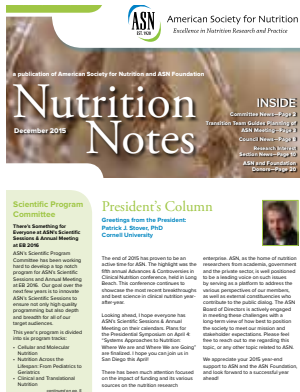 ASN
EST. 1928
American Society for Nutrition
Excellence in Nutrition Research and Practice
a publication of American Society for Nutrition and ASN Foundation
Nutrition
Notes
December 2015
INSIDE
Committee News—Page 2
Transition Team Guides Planning of
ASN Meeting—Page 3
Council News—Page 8
Research Interest
Section News—Page 10
ASN and Foundation
Donors—Page 20
Scientific Program
Committee
There's Something for
Everyone at ASN's Scientific
Sessions & Annual Meeting
at EB 2016
ASN's Scientific Program
Committee has been working
hard to develop a top notch
program for ASN's Scientific
Sessions and Annual Meeting
at EB 2016. Our goal over the
next few years is to innovate
ASN's Scientific Sessions to
ensure not only high quality
programming but also depth
and breadth for all of our
target audiences.
This year's program is divided
into six program tracks:
- Cellular and Molecular
Nutrition
- Nutrition Across the
Lifespan: From Pediatrics to
Geriatrics
- Clinical and Translational
Nutrition
President's Column
Greetings from the President:
Patrick J. Stover, PhD
Cornell University
The end of 2015 has proven to be an
active time for ASN. The highlight was the
fifth annual Advances & Controversies in
Clinical Nutrition conference, held in Long
Beach. This conference continues to
showcase the most recent breakthroughs
and best science in clinical nutrition year-
after-year.
Looking ahead, I hope everyone has
ASN's Scientific Sessions & Annual
Meeting on their calendars. Plans for
the Presidential Symposium on April 4
"Systems Approaches to Nutrition:
Where We are and Where We are Going"
are finalized. I hope you can join us in
San Diego this April!
There has been much attention focused
on the impact of funding and its various
sources on the nutrition research
enterprise. ASN, as the home of nutrition
researchers from academia, government
and the private sector, is well positioned
to be a leading voice on such issues
by serving as a platform to address the
various perspectives of our members,
as well as external constituencies who
contribute to the public dialog. The ASN
Board of Directors is actively engaged
in meeting these challenges with a
long-term view of how best to position
the society to meet our mission and
stakeholder expectations. Please feel
free to reach out to me regarding this
topic, or any other topic related to ASN.
We appreciate your 2015 year-end
support to ASN and the ASN Foundation,
and look forward to a successful year
ahead!